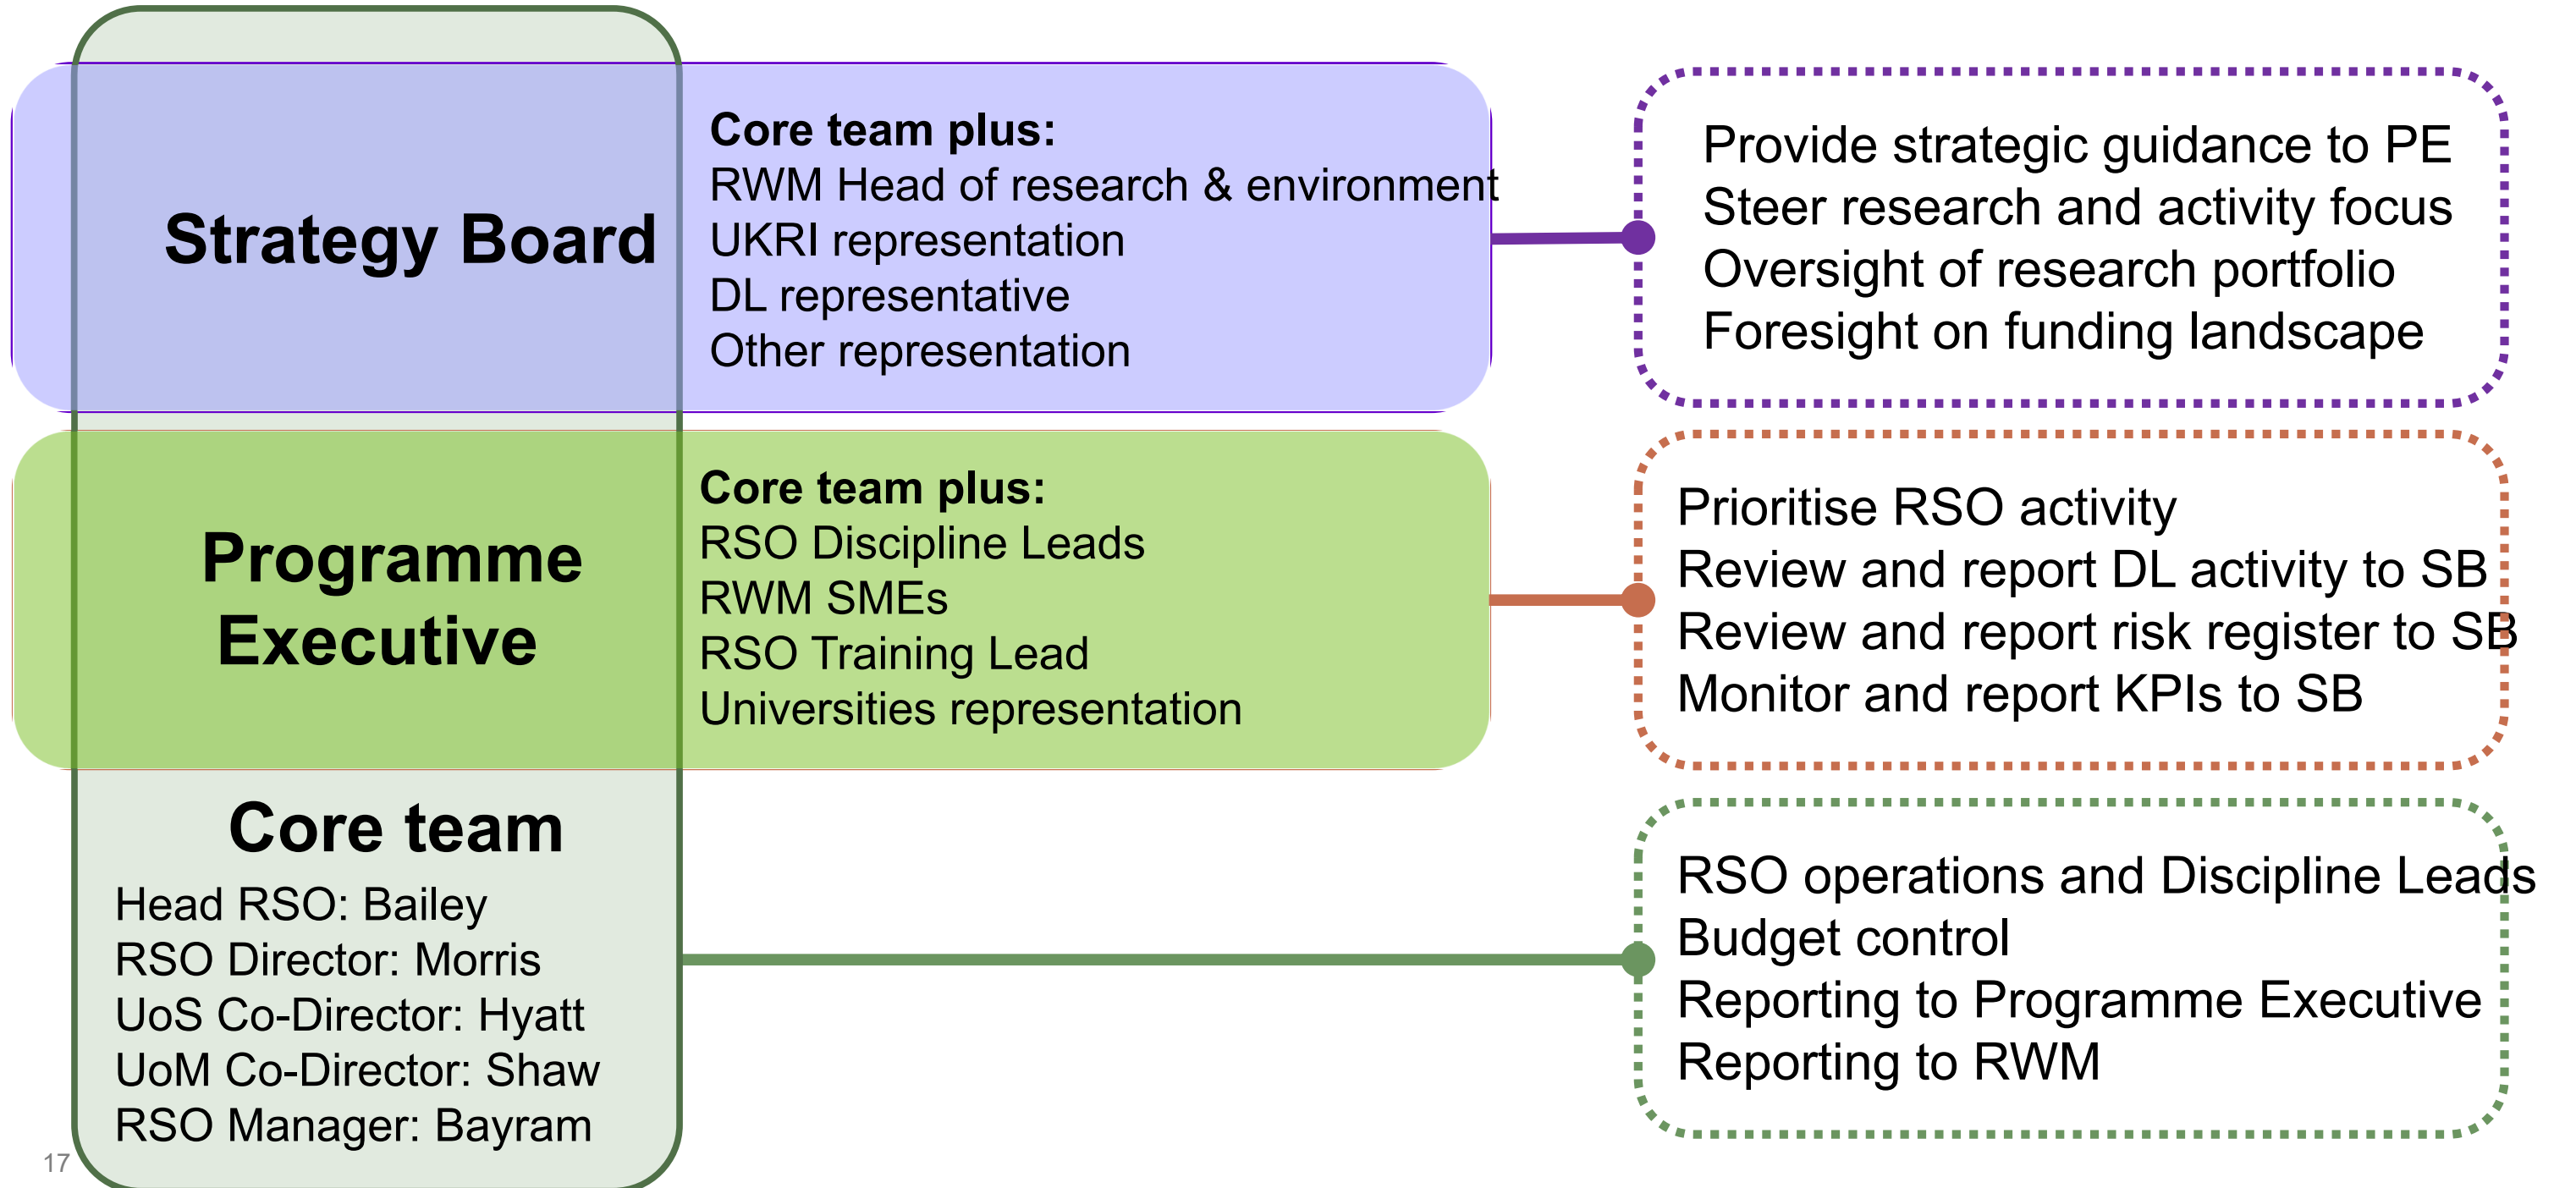 Strategy Board
Core team plus:
RWM Head of research & environment
UKRI representation
DL representative
Other representation
Provide strategic guidance to PE
Steer research and activity focus
Oversight of research portfolio
Foresight on funding landscape
Programme
Executive
Core team plus:
RSO Discipline Leads
RWM SMEs
RSO Training Lead
Universities representation
Prioritise RSO activity
Review and report DL activity to SB
Review and report risk register to SB
Monitor and report KPIs to SB
Core team
Head RSO: Bailey
RSO Director: Morris
UoS Co-Director: Hyatt
UoM Co-Director: Shaw
RSO Manager: Bayram
RSO operations and Discipline Leads
Budget control
Reporting to Programme Executive
Reporting to RWM
17